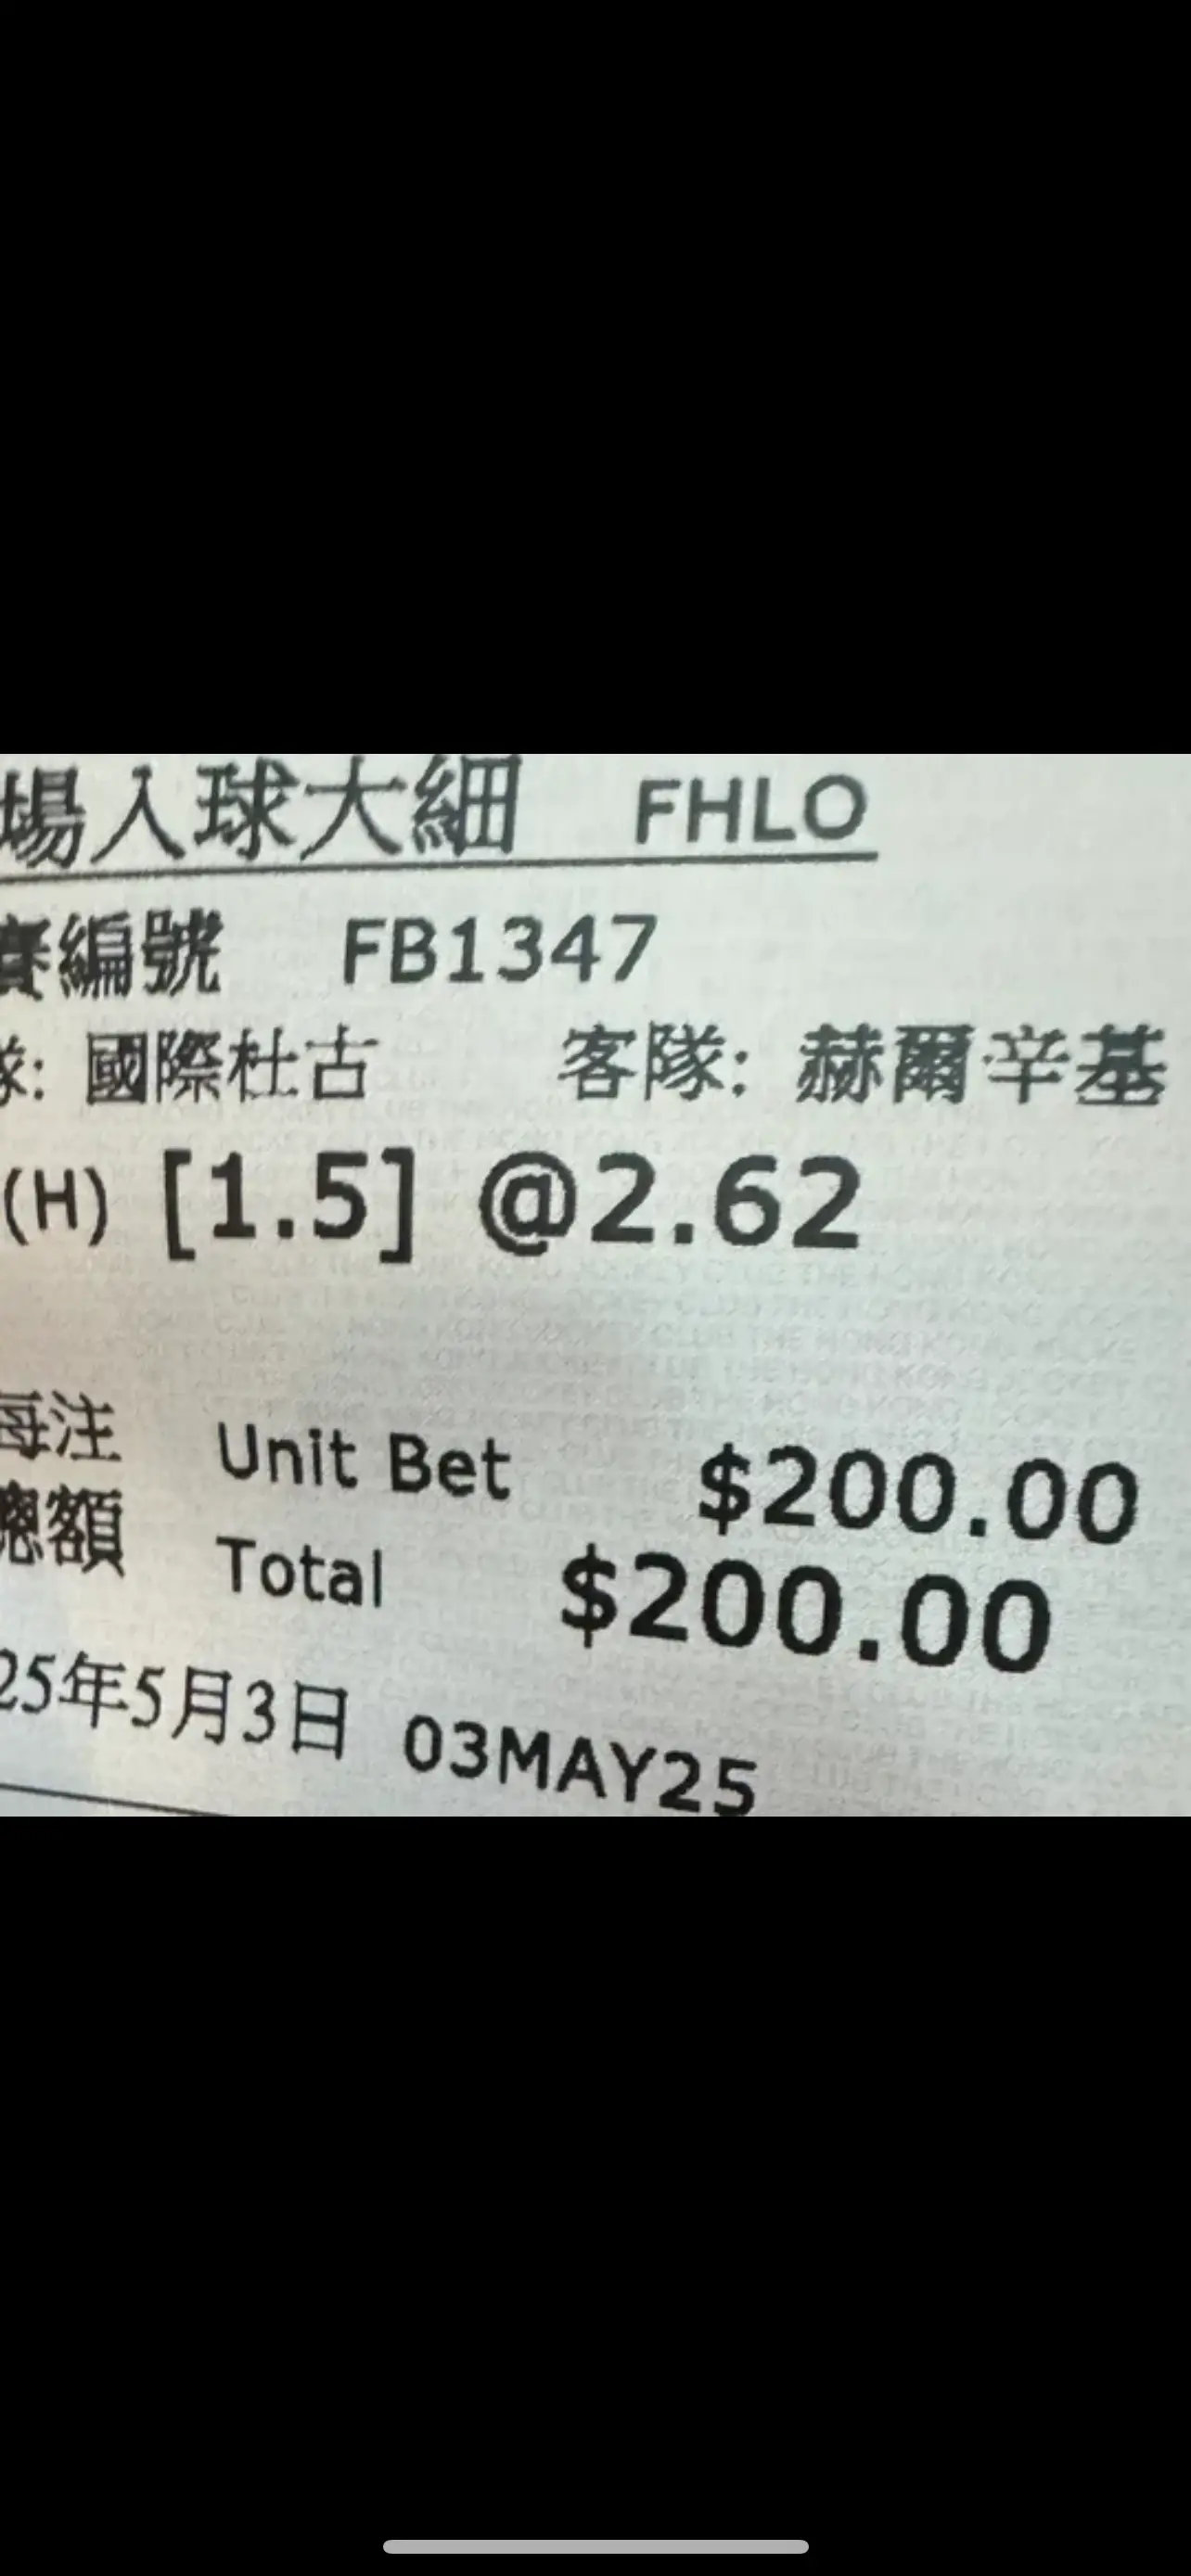 場入球大細 FHLO
賽編號 FB1347
隊: 國際杜古 客隊: 赫爾辛基
(H) [1.5] @2.62
每注 Unit Bet $200.00
總額 Total $200.00
25年5月3日 03MAY25